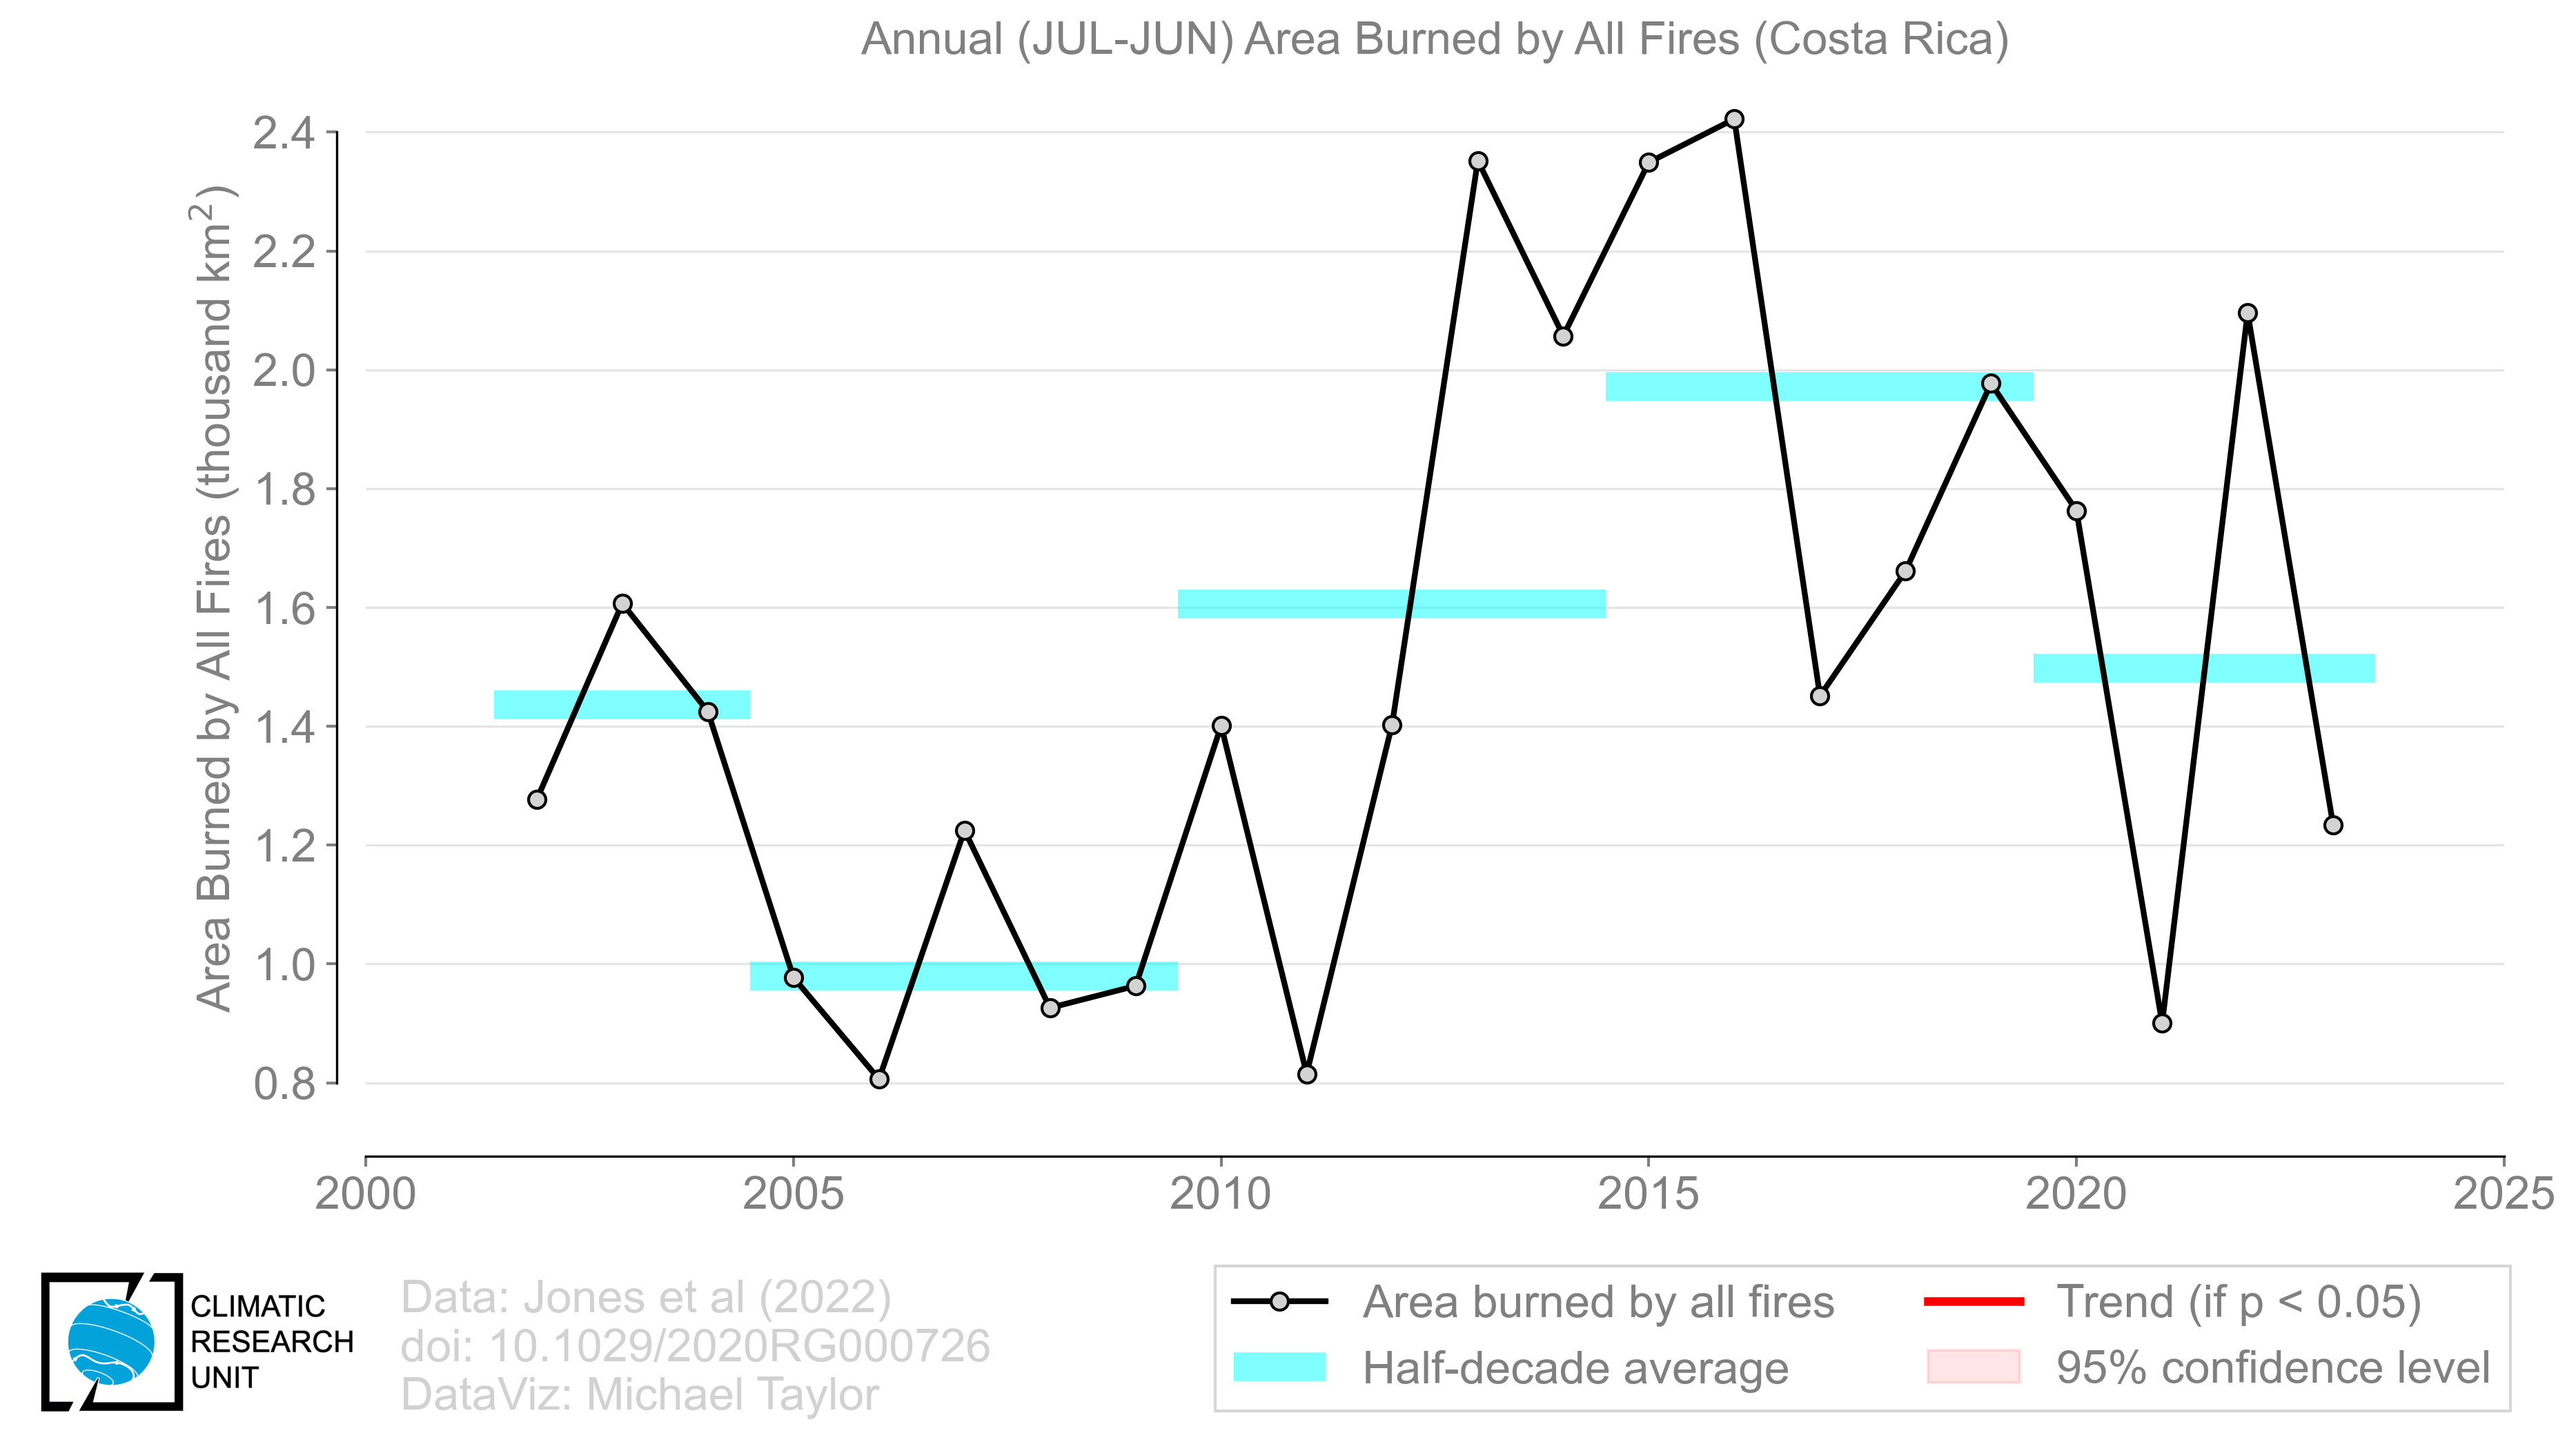 Annual (JUL-JUN) Area Burned by All Fires (Costa Rica)
Area Burned by All Fires (thousand km²)
2.4
2.2
2.0
1.8
1.6
1.4
1.2
1.0
0.8
2000 2005 2010 2015 2020 2025
CLIMATIC
RESEARCH
UNIT
Data: Jones et al (2022)
doi: 10.1029/2020RG000726
DataViz: Michael Taylor
Area burned by all fires
Half-decade average
Trend (if p < 0.05)
95% confidence level